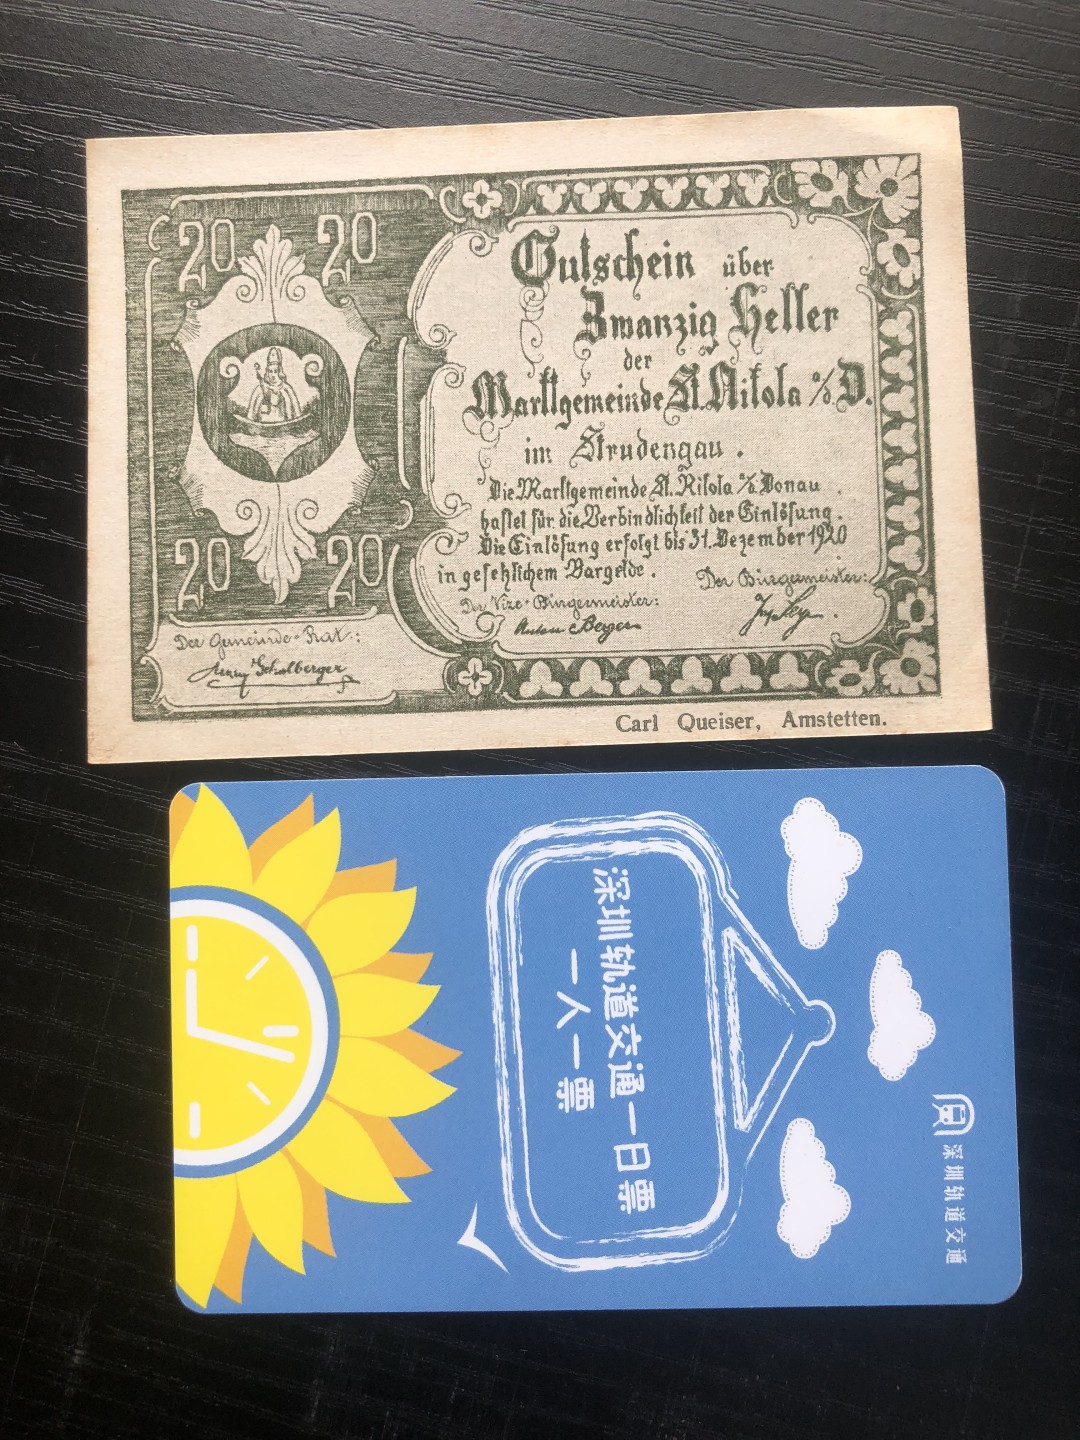 20 20
Gutschein über
Zwanzig Heller
der
Marktgemeinde St. Nikola a/D.
im Strudengau.
Die Marktgemeinde St. Nikola a/d. Donau
haftet für die Verbindlichkeit der Einlösung.
Die Einlösung erfolgt bis 31. Dezember 1920
in gesetzlichem Bargelde.
20 20
Der Bürgermeister:
Der Vize-Bürgermeister:
Anton Berger
Der Gemeinde-Rat:
Carl Queiser, Amstetten.
深圳轨道交通
深圳轨道交通一日票
一人一票